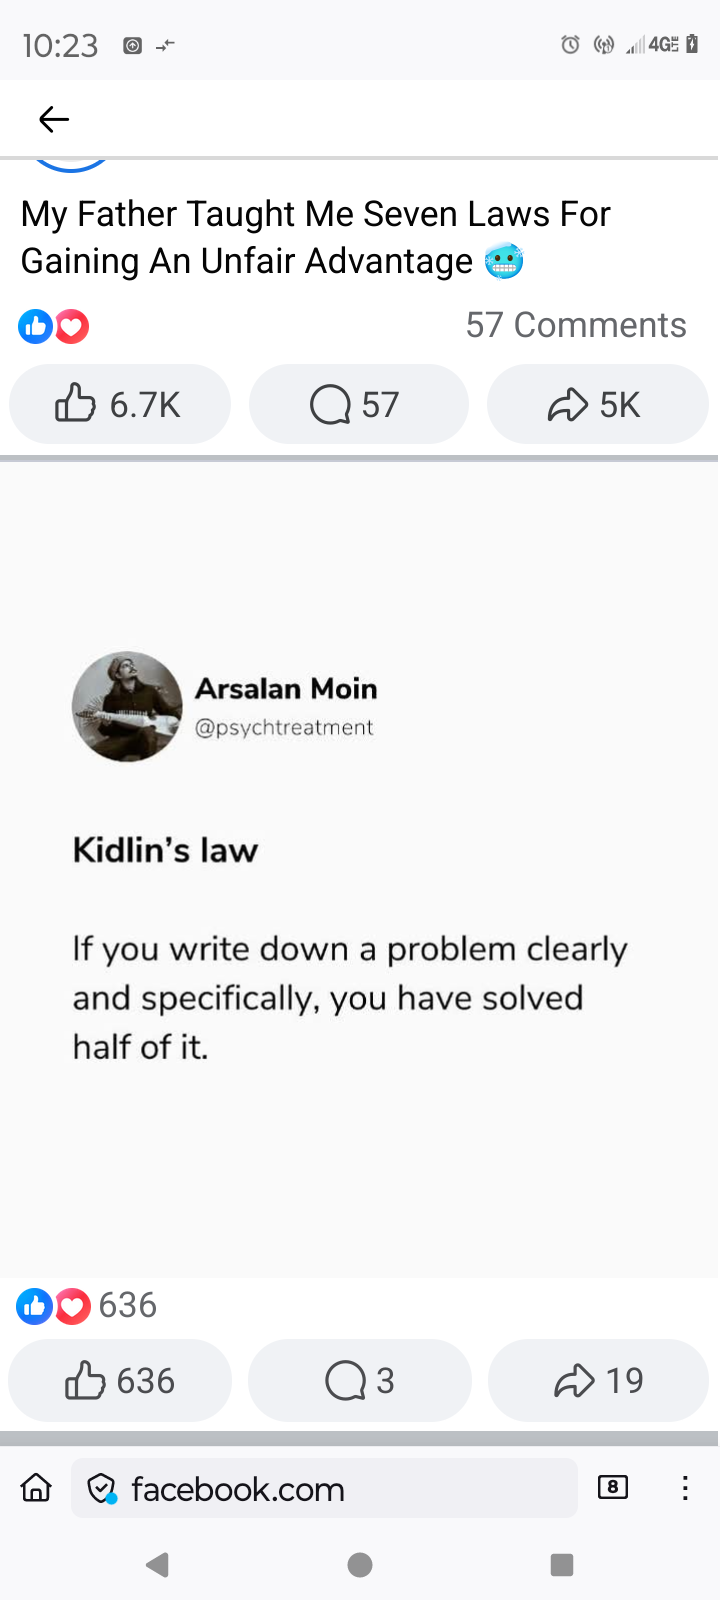 10:23
4GE
My Father Taught Me Seven Laws For
Gaining An Unfair Advantage 🥶
57 Comments
6.7K
57
5K
Arsalan Moin
@psychtreatment
Kidlin's law
If you write down a problem clearly
and specifically, you have solved
half of it.
636
636
3
19
facebook.com
8